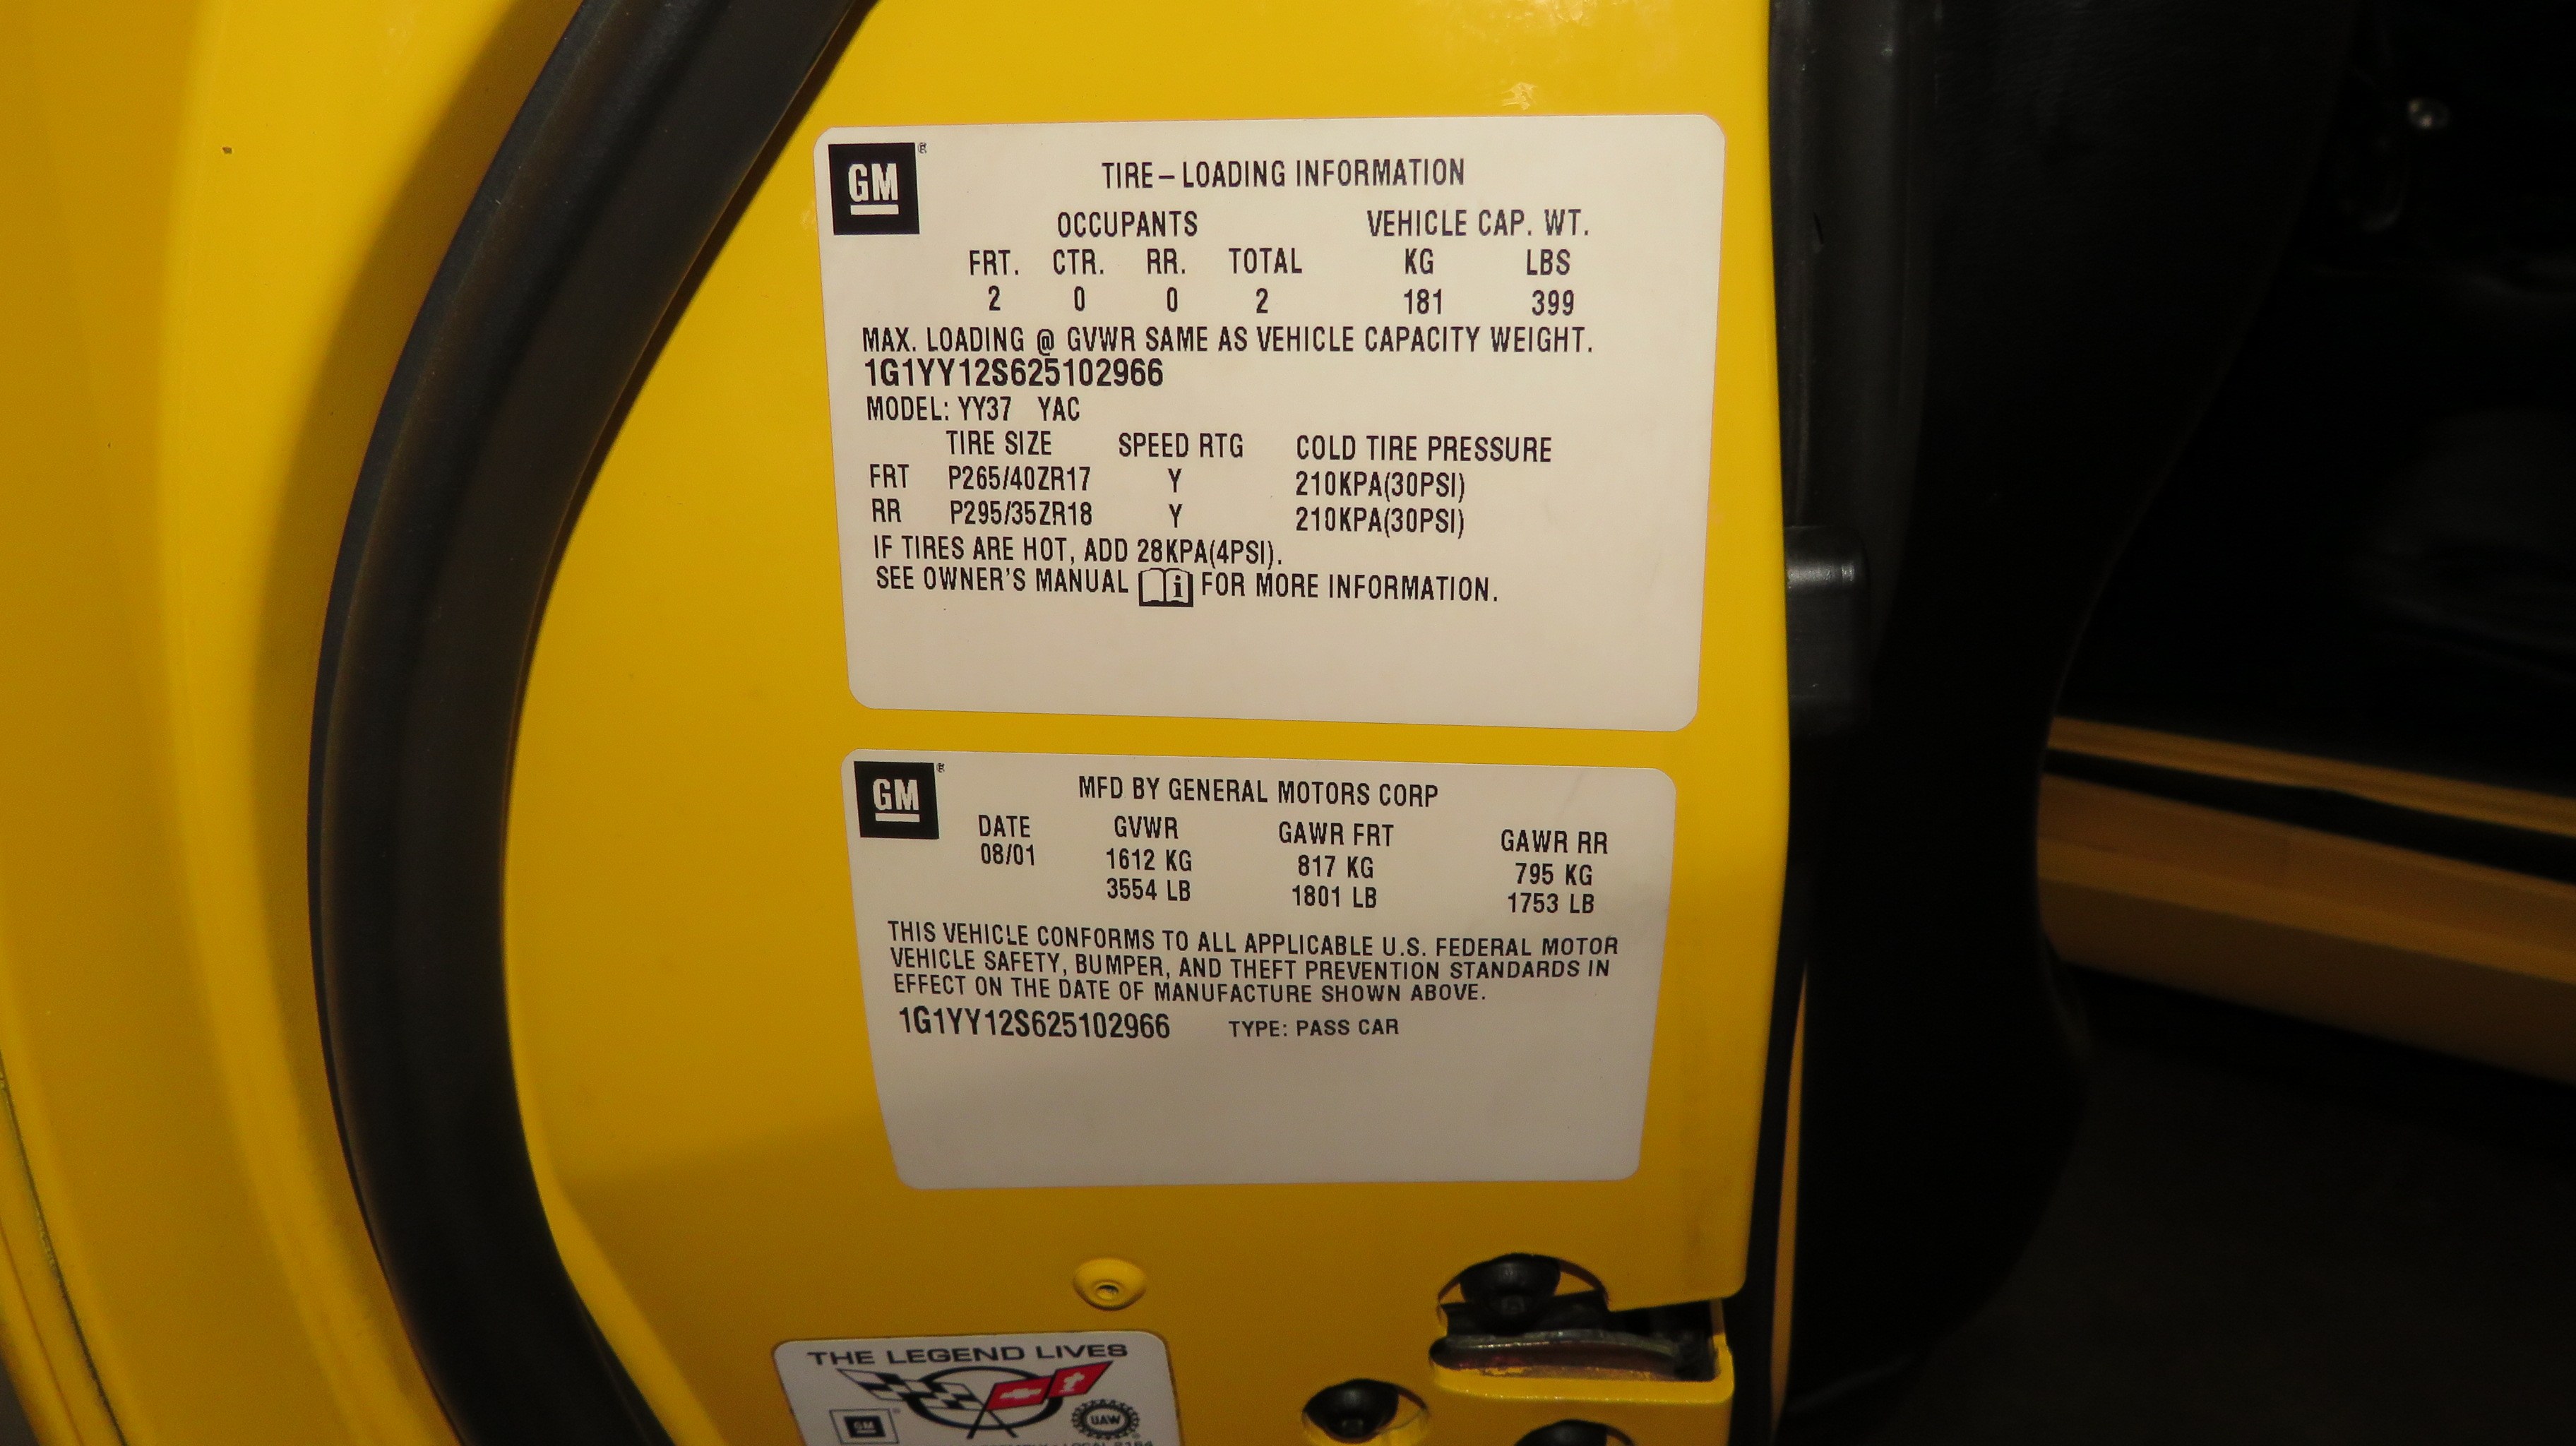 GM ®
TIRE – LOADING INFORMATION
OCCUPANTS VEHICLE CAP. WT.
FRT. CTR. RR. TOTAL KG LBS
2 0 0 2 181 399
MAX. LOADING @ GVWR SAME AS VEHICLE CAPACITY WEIGHT.
1G1YY12S625102966
MODEL: YY37 YAC
TIRE SIZE SPEED RTG COLD TIRE PRESSURE
FRT P265/40ZR17 Y 210KPA(30PSI)
RR P295/35ZR18 Y 210KPA(30PSI)
IF TIRES ARE HOT, ADD 28KPA(4PSI).
SEE OWNER'S MANUAL i FOR MORE INFORMATION.
GM ®
MFD BY GENERAL MOTORS CORP
DATE GVWR GAWR FRT GAWR RR
08/01 1612 KG 817 KG 795 KG
3554 LB 1801 LB 1753 LB
THIS VEHICLE CONFORMS TO ALL APPLICABLE U.S. FEDERAL MOTOR
VEHICLE SAFETY, BUMPER, AND THEFT PREVENTION STANDARDS IN
EFFECT ON THE DATE OF MANUFACTURE SHOWN ABOVE.
1G1YY12S625102966 TYPE: PASS CAR
THE LEGEND LIVES
GM UAW